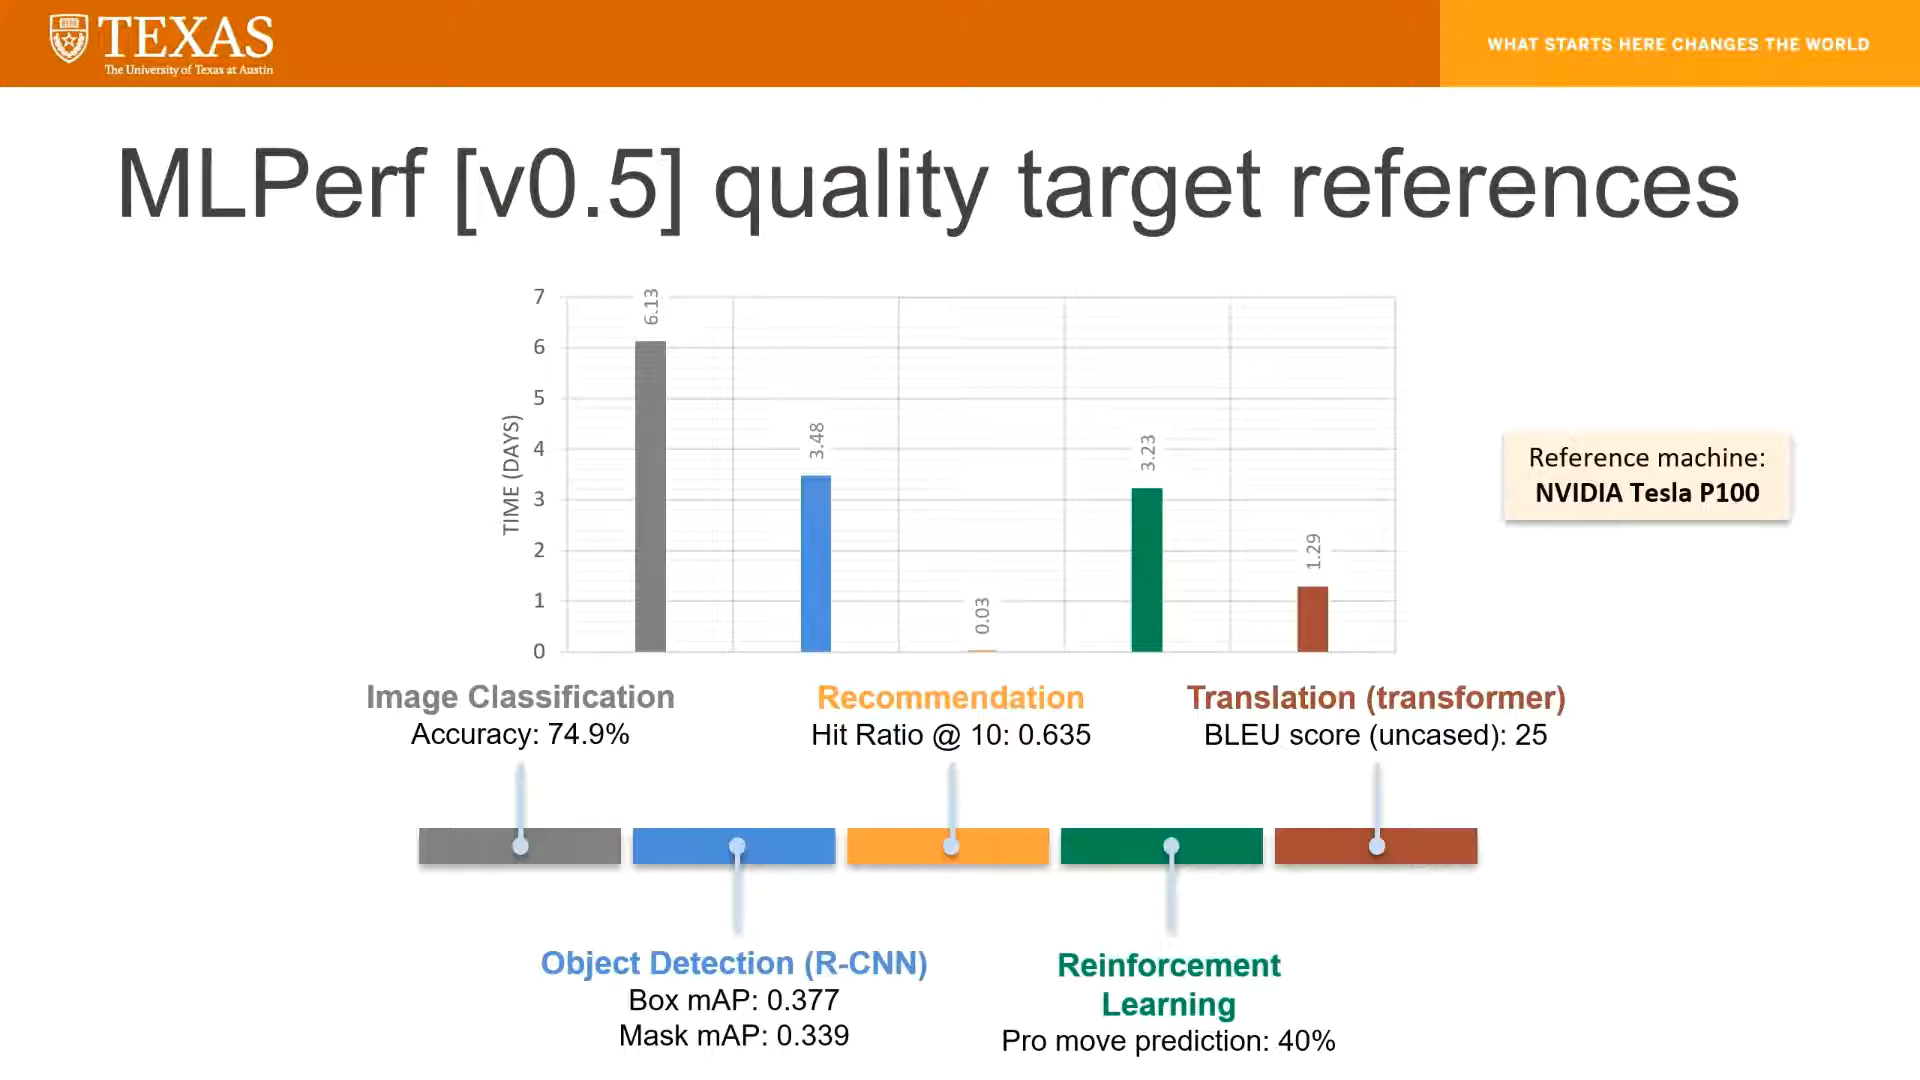 TEXAS
The University of Texas at Austin
WHAT STARTS HERE CHANGES THE WORLD
MLPerf [v0.5] quality target references
TIME (DAYS)
7
6
5
4
3
2
1
0
6.13
3.48
0.03
3.23
1.29
Reference machine:
NVIDIA Tesla P100
Image Classification
Accuracy: 74.9%
Recommendation
Hit Ratio @ 10: 0.635
Translation (transformer)
BLEU score (uncased): 25
Object Detection (R-CNN)
Box mAP: 0.377
Mask mAP: 0.339
Reinforcement
Learning
Pro move prediction: 40%